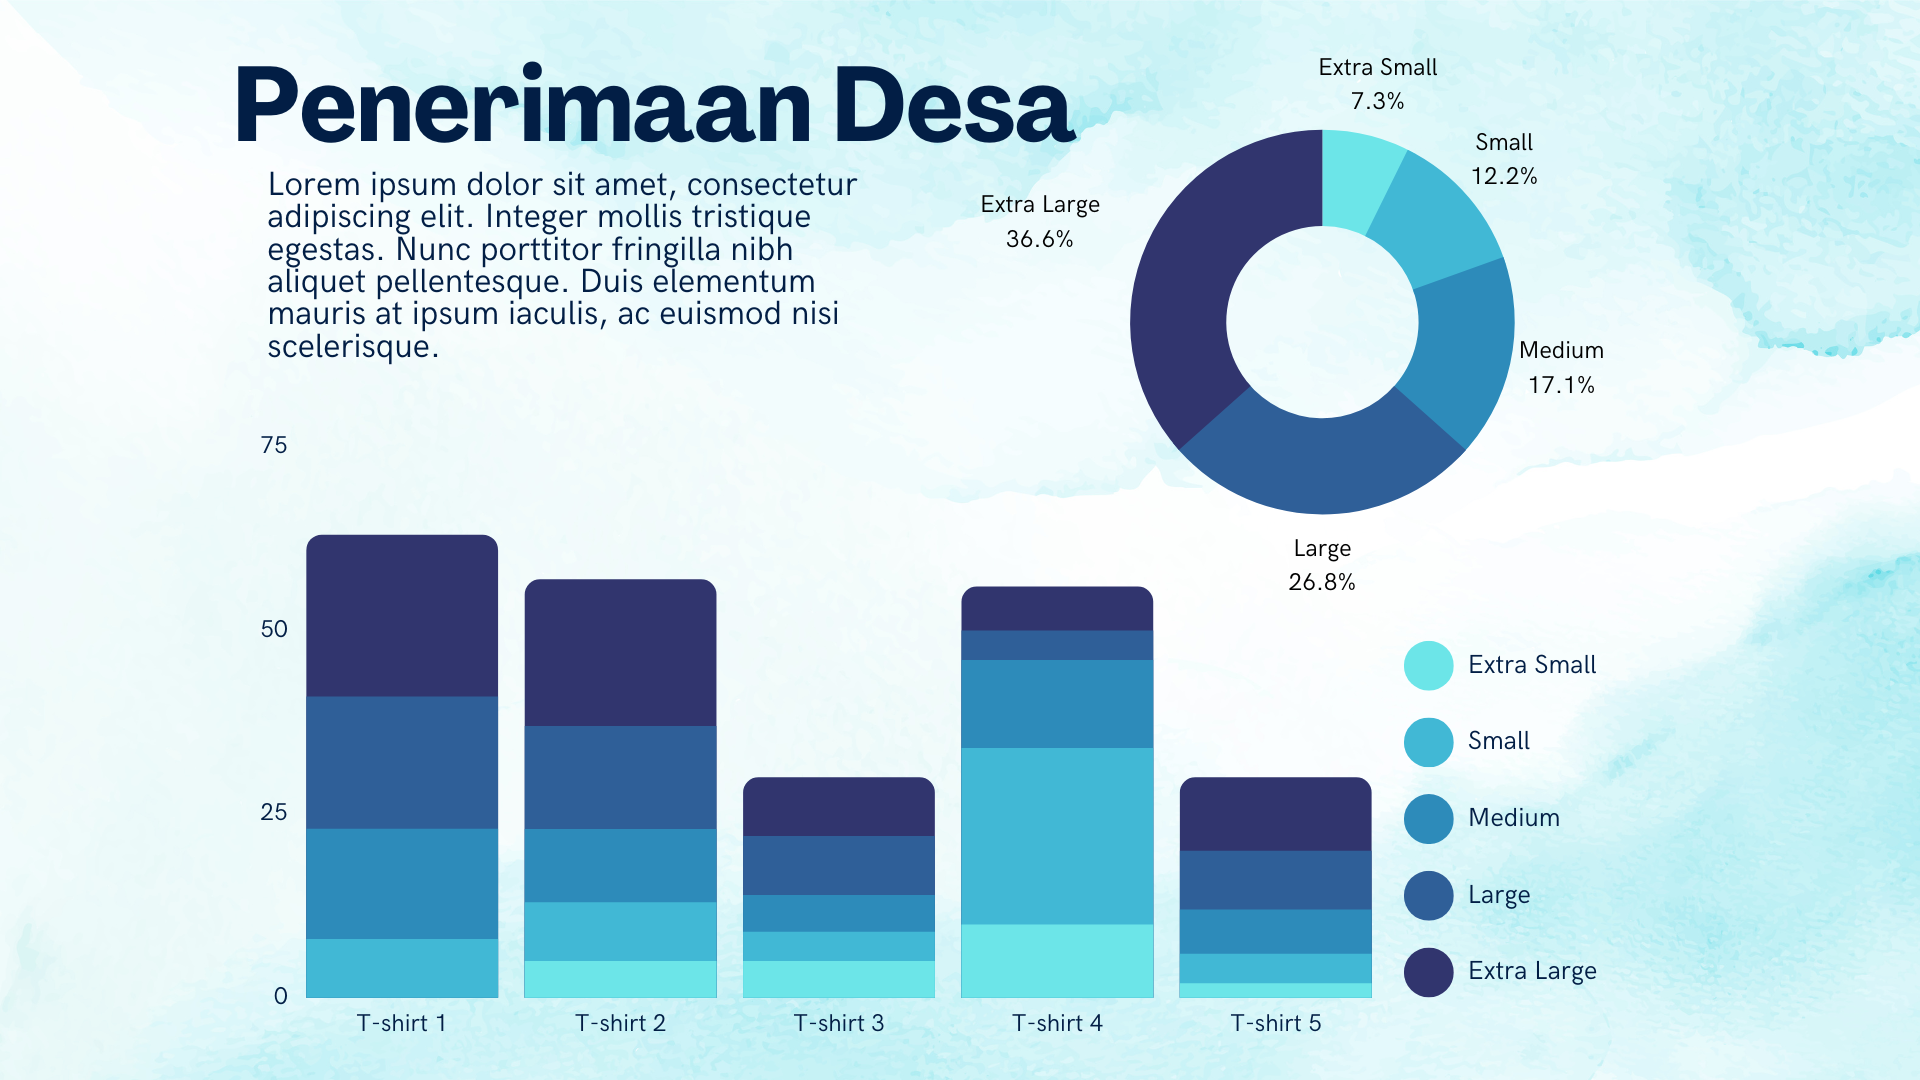 Penerimaan Desa
Lorem ipsum dolor sit amet, consectetur
adipiscing elit. Integer mollis tristique
egestas. Nunc porttitor fringilla nibh
aliquet pellentesque. Duis elementum
mauris at ipsum iaculis, ac euismod nisi
scelerisque.
Extra Small
7.3%
Small
12.2%
Extra Large
36.6%
Medium
17.1%
Large
26.8%
75
50
25
0
T-shirt 1
T-shirt 2
T-shirt 3
T-shirt 4
T-shirt 5
Extra Small
Small
Medium
Large
Extra Large